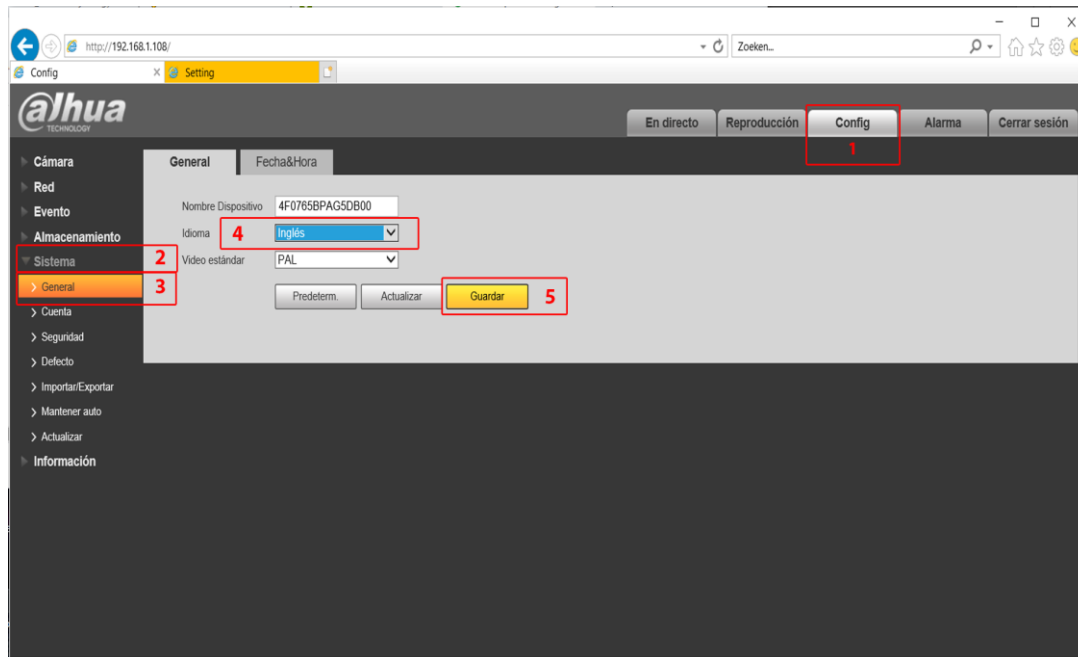 http://192.168.1.108/
Zoeken...
Config
Setting
alhua
TECHNOLOGY
En directo
Reproducción
Config
Alarma
Cerrar sesión
1
Cámara
Red
Evento
Almacenamiento
Sistema
2
General
3
Cuenta
Seguridad
Defecto
Importar/Exportar
Mantener auto
Actualizar
Información
General
Fecha&Hora
Nombre Dispositivo 4F0765BPAG5DB00
Idioma 4 Inglés
Video estándar PAL
Predeterm. Actualizar Guardar 5